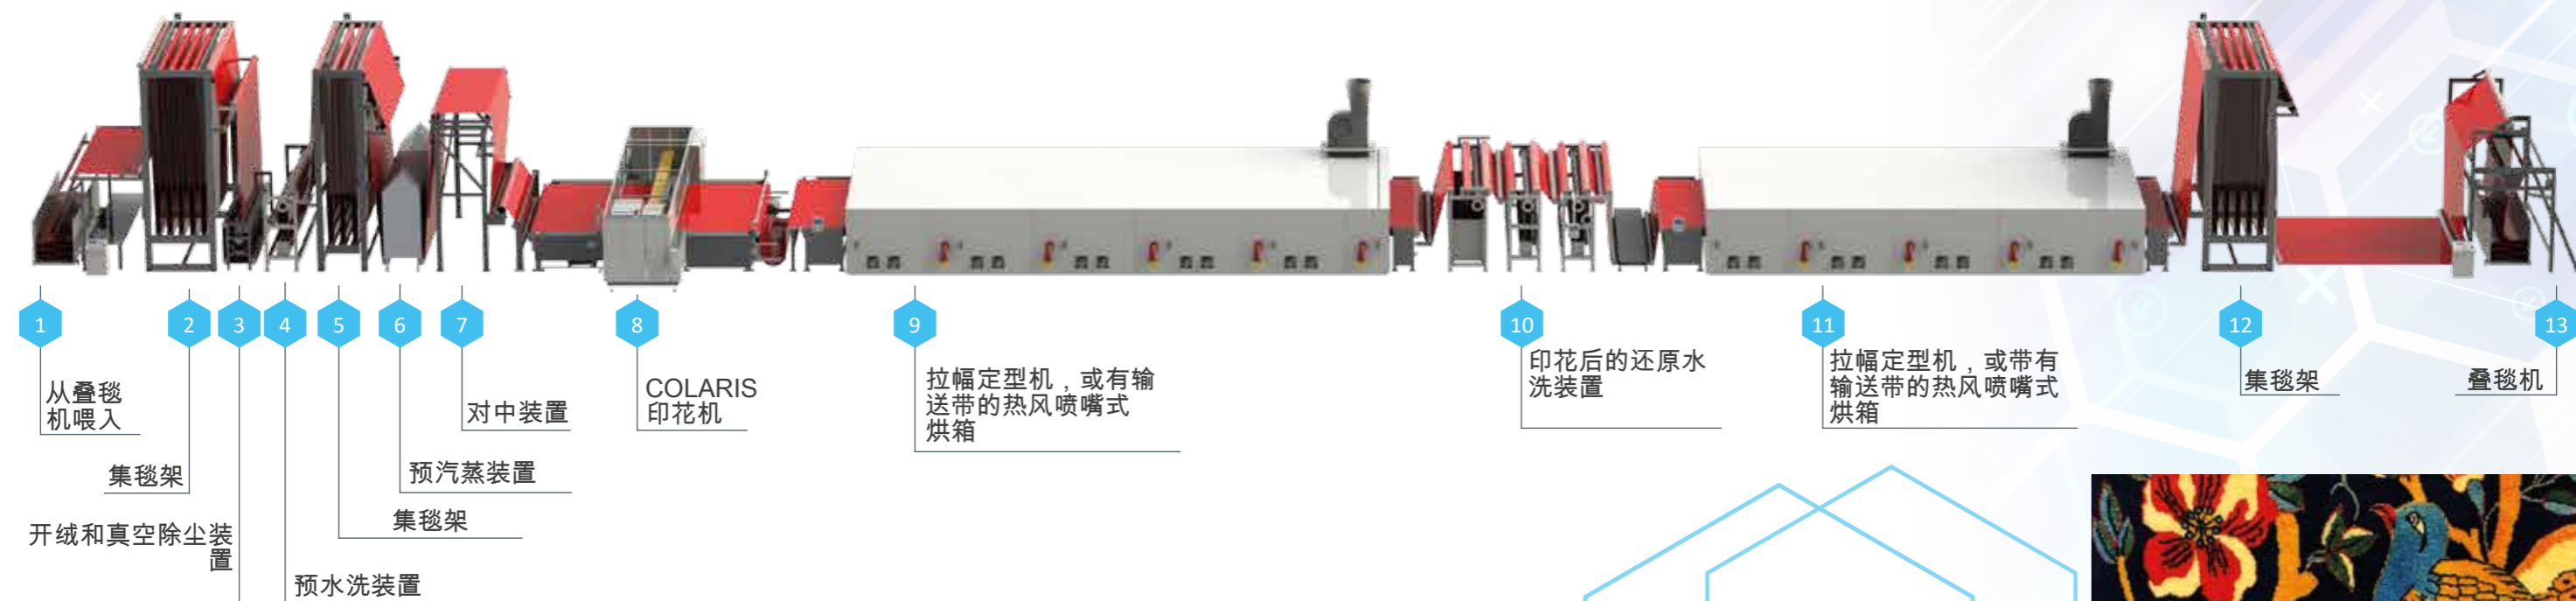 1
2
3
4
5
6
7
8
9
10
11
12
13
从叠毯
机喂入
集毯架
开绒和真空除尘装
置
预水洗装置
集毯架
预汽蒸装置
对中装置
COLARIS
印花机
拉幅定型机，或有输
送带的热风喷嘴式
烘箱
印花后的还原水
洗装置
拉幅定型机，或带有
输送带的热风喷嘴式
烘箱
集毯架
叠毯机